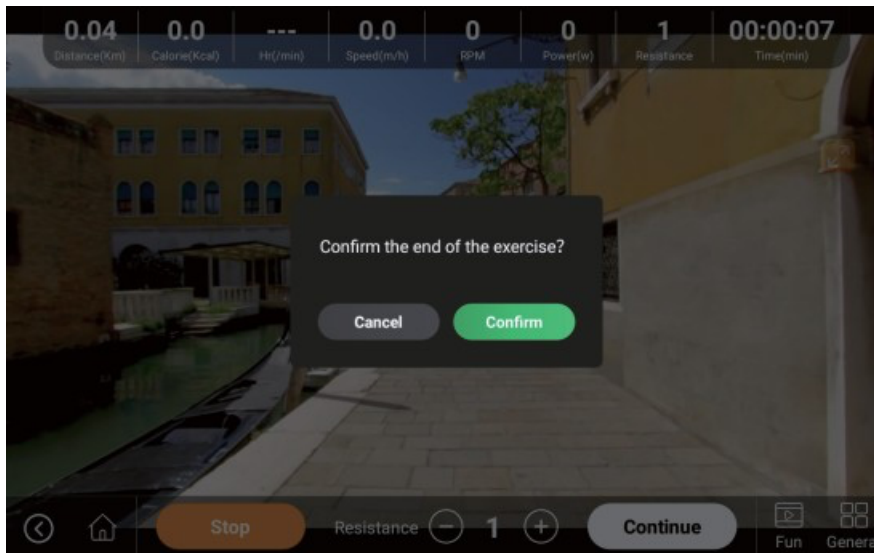 0.04 0.0 --- 0.0 0 0 1 00:00:07
Distance(Km) Calorie(Kcal) Hr(/min) Speed(m/h) RPM Power(w) Resistance Time(min)
Confirm the end of the exercise?
Cancel Confirm
Stop Resistance − 1 + Continue
Fun Genera